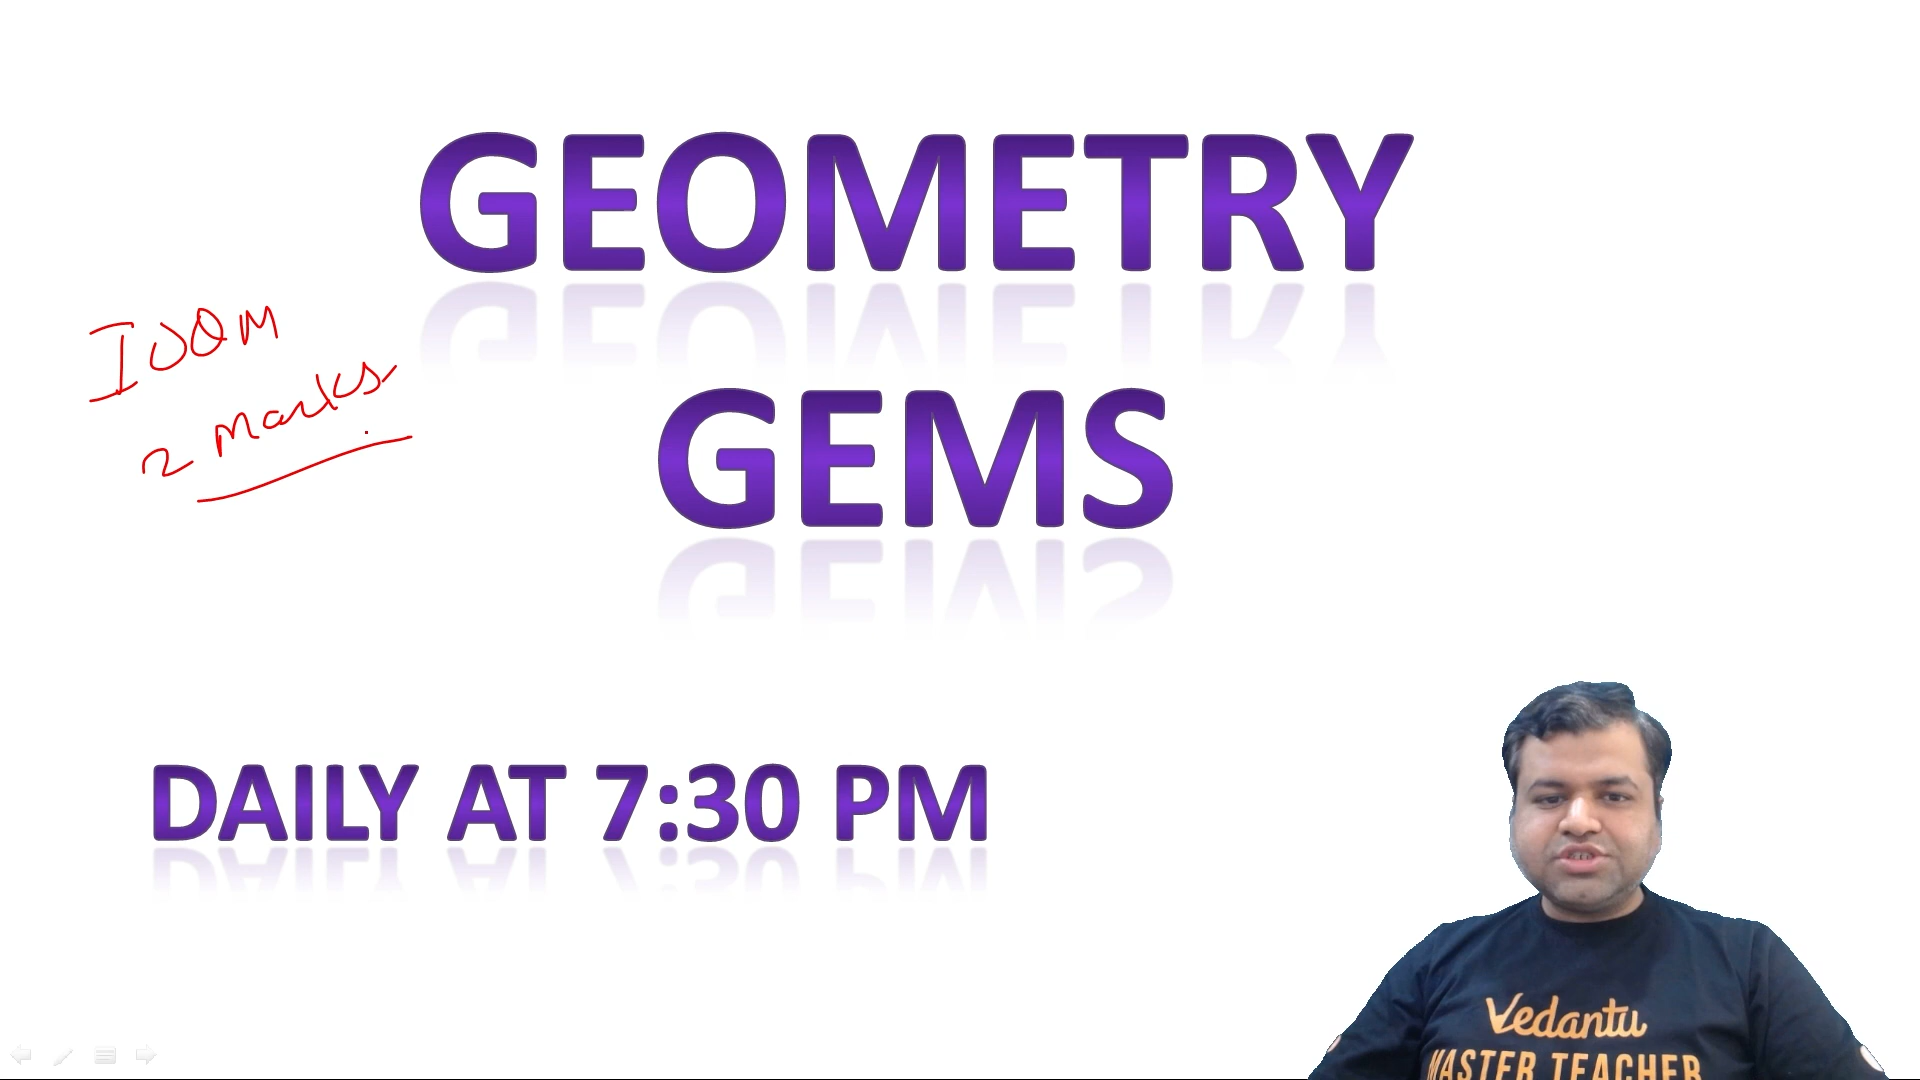 GEOMETRY
IOQM
2 marks
GEMS
DAILY AT 7:30 PM
Vedantu
MASTER TEACHER